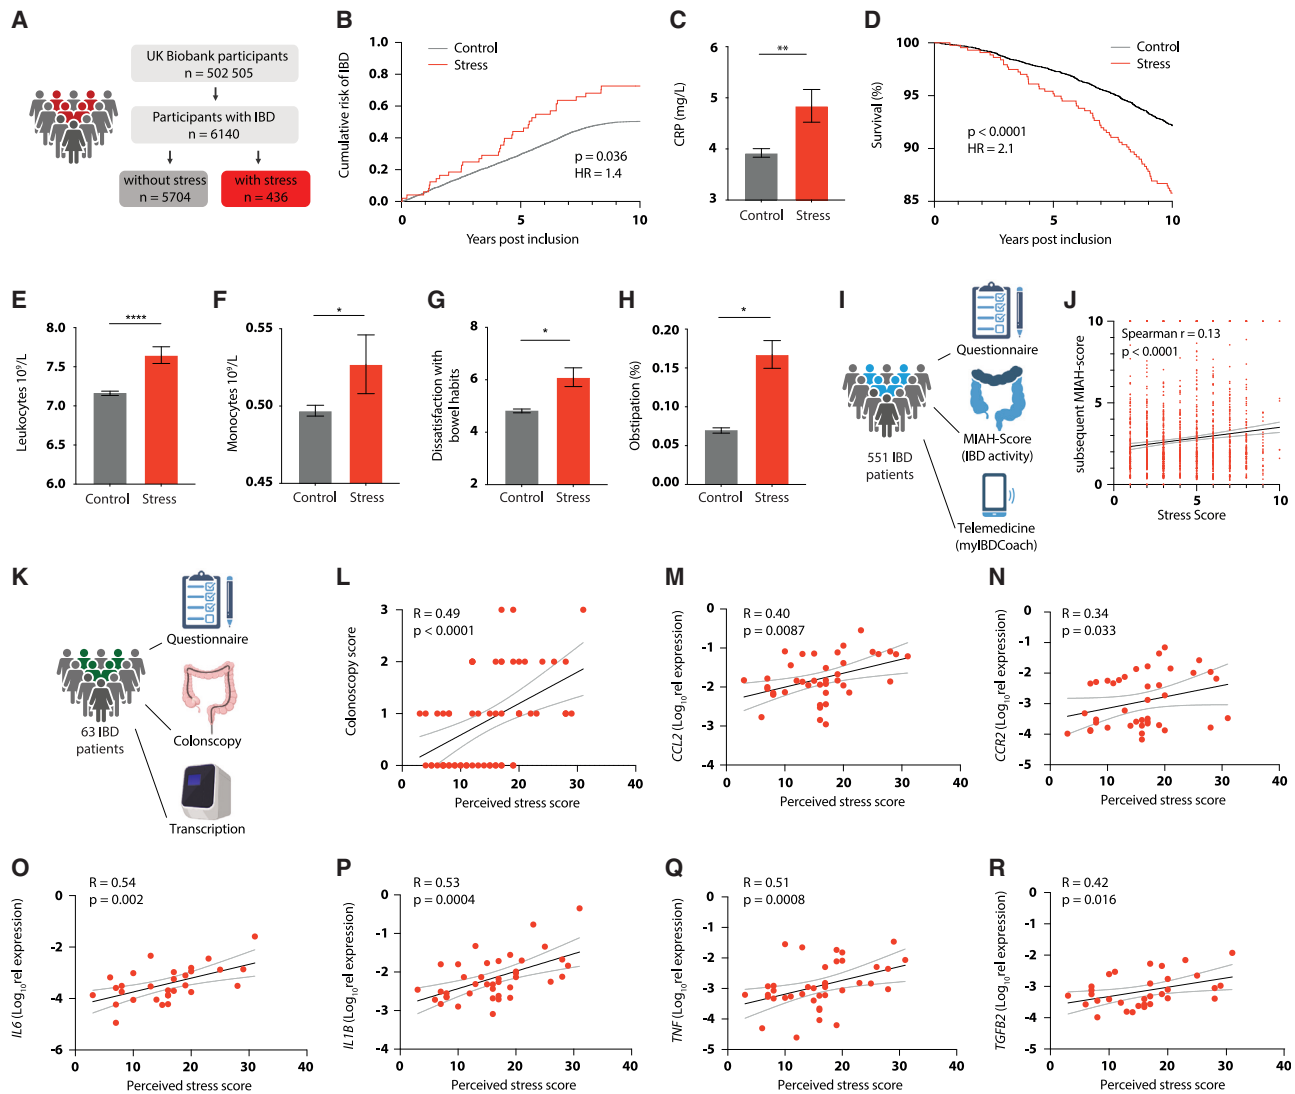 A
UK Biobank participants
n = 502 505
Participants with IBD
n = 6140
without stress
n = 5704
with stress
n = 436
B
Cumulative risk of IBD
1.0
0.8
0.6
0.4
0.2
0.0
Control
Stress
p = 0.036
HR = 1.4
0 5 10
Years post inclusion
C
CRP (mg/L)
6
5
4
3
**
Control Stress
D
Survival (%)
100
95
90
85
Control
Stress
p < 0.0001
HR = 2.1
0 5 10
Years post inclusion
E
Leukocytes 10⁹/L
8.0
7.5
7.0
6.5
6.0
****
Control Stress
F
Monocytes 10⁹/L
0.55
0.50
0.45
*
Control Stress
G
Dissatisfaction with
bowel habits
8
6
4
2
*
Control Stress
H
Obstipation (%)
0.20
0.15
0.10
0.05
0.00
*
Control Stress
I
551 IBD
patients
Questionnaire
MIAH-Score
(IBD activity)
Telemedicine
(myIBDCoach)
J
subsequent MIAH-score
10
5
0
Spearman r = 0.13
p < 0.0001
0 5 10
Stress Score
K
63 IBD
patients
Questionnaire
Colonscopy
Transcription
L
Colonoscopy score
3
2
1
0
R = 0.49
p < 0.0001
0 10 20 30 40
Perceived stress score
M
CCL2 (Log₁₀rel expression)
0
-1
-2
-3
-4
R = 0.40
p = 0.0087
0 10 20 30 40
Perceived stress score
N
CCR2 (Log₁₀rel expression)
0
-1
-2
-3
-4
-5
R = 0.34
p = 0.033
0 10 20 30 40
Perceived stress score
O
IL6 (Log₁₀rel expression)
0
-2
-4
-6
R = 0.54
p = 0.002
0 10 20 30 40
Perceived stress score
P
IL1B (Log₁₀rel expression)
0
-1
-2
-3
-4
R = 0.53
p = 0.0004
0 10 20 30 40
Perceived stress score
Q
TNF (Log₁₀rel expression)
0
-1
-2
-3
-4
-5
R = 0.51
p = 0.0008
0 10 20 30 40
Perceived stress score
R
TGFB2 (Log₁₀rel expression)
0
-1
-2
-3
-4
-5
R = 0.42
p = 0.016
0 10 20 30 40
Perceived stress score